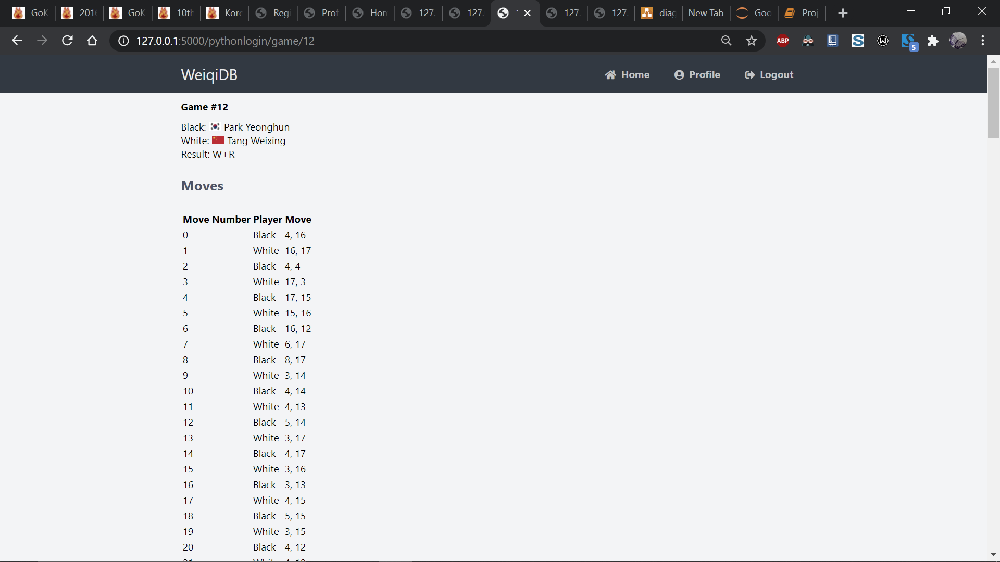 GoK 2016 GoK 10th Kore Regi Prof Hom 127. 127. 127. 127. diag New Tab Goo Proj
127.0.0.1:5000/pythonlogin/game/12 ABP S W 5
WeiqiDB Home Profile Logout
Game #12
Black: Park Yeonghun
White: Tang Weixing
Result: W+R
Moves
Move Number Player Move
0 Black 4, 16
1 White 16, 17
2 Black 4, 4
3 White 17, 3
4 Black 17, 15
5 White 15, 16
6 Black 16, 12
7 White 6, 17
8 Black 8, 17
9 White 3, 14
10 Black 4, 14
11 White 4, 13
12 Black 5, 14
13 White 3, 17
14 Black 4, 17
15 White 3, 16
16 Black 3, 13
17 White 4, 15
18 Black 5, 15
19 White 3, 15
20 Black 4, 12